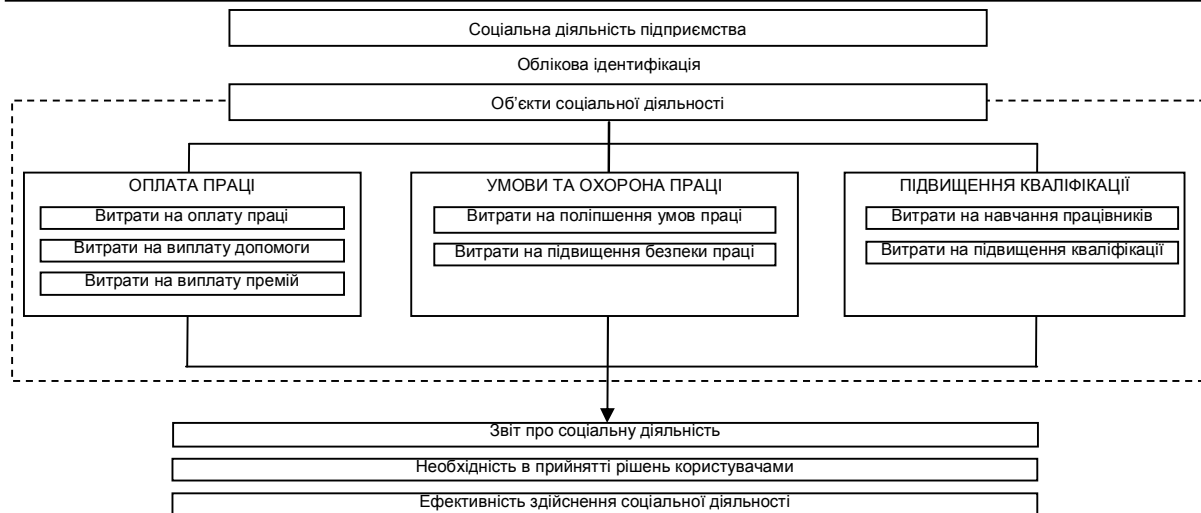 Соціальна діяльність підприємства
Облікова ідентифікація
Об’єкти соціальної діяльності
ОПЛАТА ПРАЦІ
Витрати на оплату праці
Витрати на виплату допомоги
Витрати на виплату премій
УМОВИ ТА ОХОРОНА ПРАЦІ
Витрати на поліпшення умов праці
Витрати на підвищення безпеки праці
ПІДВИЩЕННЯ КВАЛІФІКАЦІЇ
Витрати на навчання працівників
Витрати на підвищення кваліфікації
Звіт про соціальну діяльність
Необхідність в прийнятті рішень користувачами
Ефективність здійснення соціальної діяльності